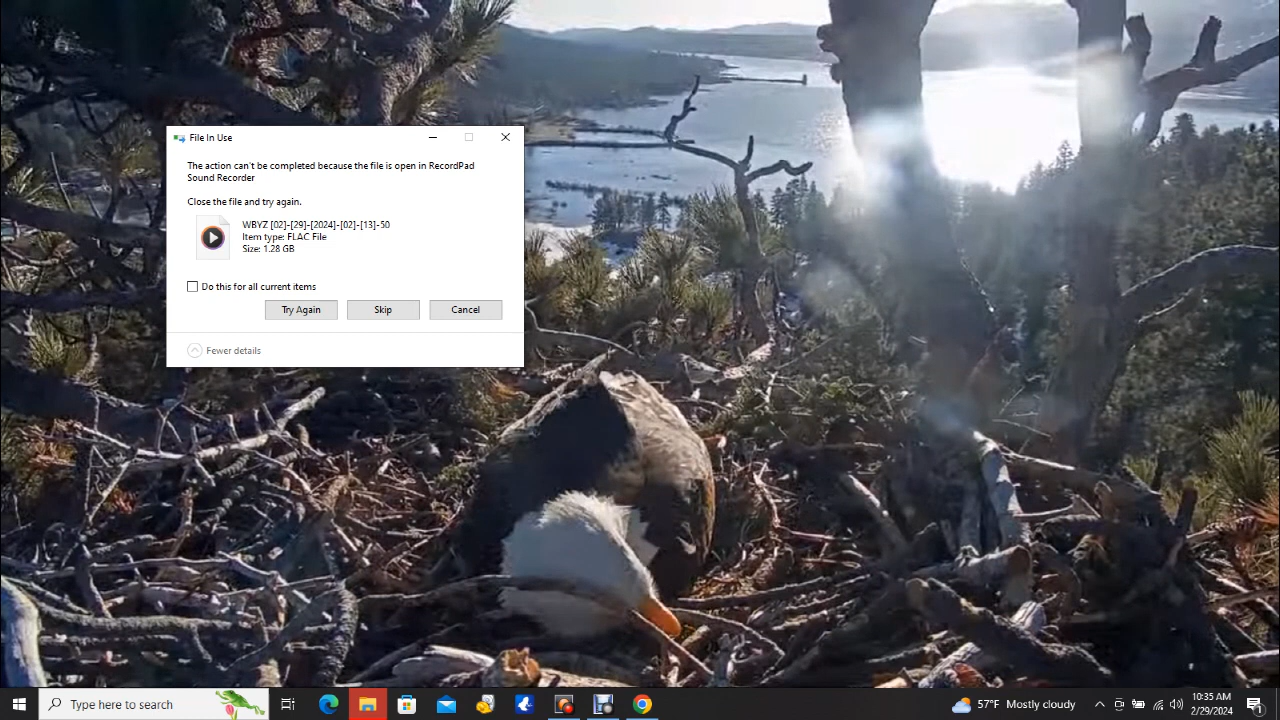 File In Use
The action can't be completed because the file is open in RecordPad
Sound Recorder
Close the file and try again.
WBYZ [02]-[29]-[2024]-[02]-[13]-50
Item type: FLAC File
Size: 1.28 GB
Do this for all current items
Try Again
Skip
Cancel
Fewer details
Type here to search
57°F Mostly cloudy
10:35 AM
2/29/2024
1